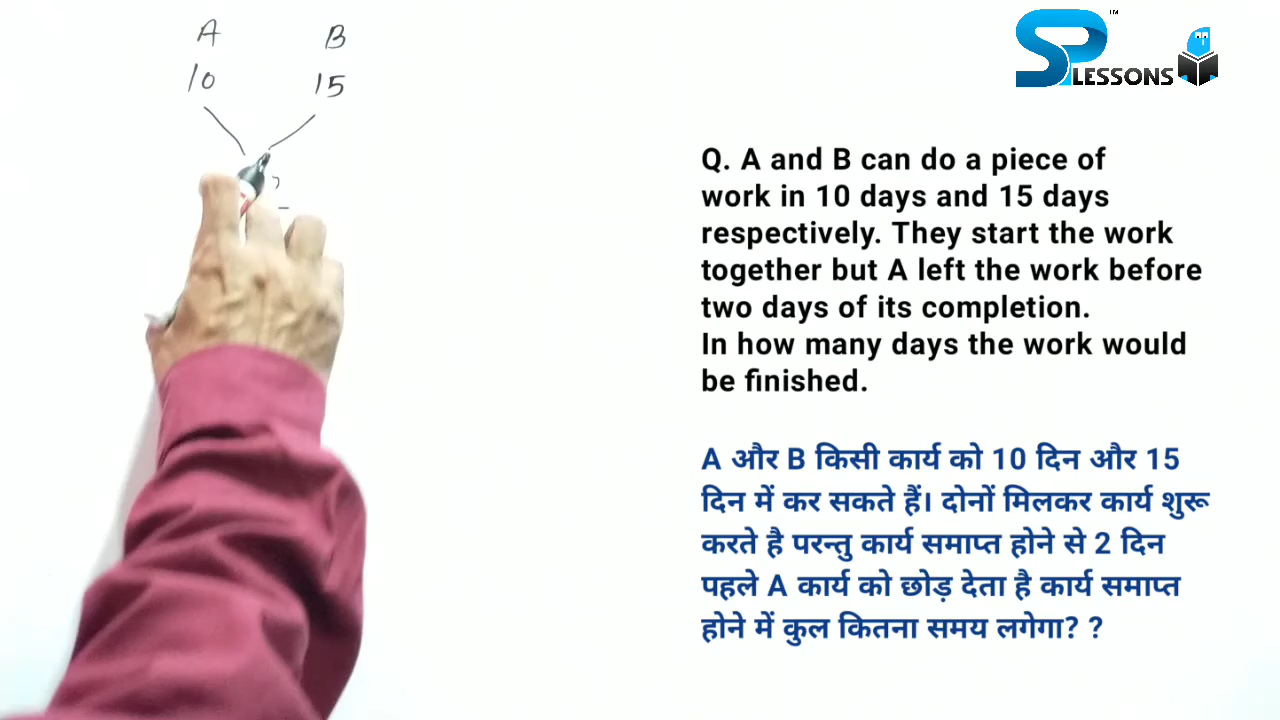 A B
10 15
SP LESSONS™
Q. A and B can do a piece of
work in 10 days and 15 days
respectively. They start the work
together but A left the work before
two days of its completion.
In how many days the work would
be finished.
A और B किसी कार्य को 10 दिन और 15
दिन में कर सकते हैं। दोनों मिलकर कार्य शुरू
करते है परन्तु कार्य समाप्त होने से 2 दिन
पहले A कार्य को छोड़ देता है कार्य समाप्त
होने में कुल कितना समय लगेगा? ?